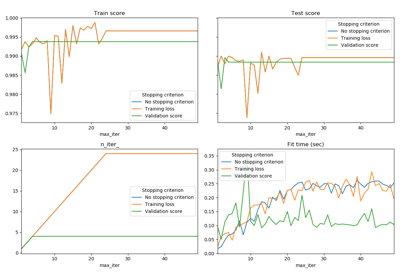 Train score
1.000
0.995
0.990
0.985
0.980
0.975
Stopping criterion
No stopping criterion
Training loss
Validation score
10
20
30
40
max_iter
Test score
Stopping criterion
No stopping criterion
Training loss
Validation score
10
20
30
40
max_iter
n_iter_
25
20
15
10
5
0
Stopping criterion
No stopping criterion
Training loss
Validation score
10
20
30
40
max_iter
Fit time (sec)
0.35
0.30
0.25
0.20
0.15
0.10
0.05
0.00
Stopping criterion
No stopping criterion
Training loss
Validation score
10
20
30
40
max_iter